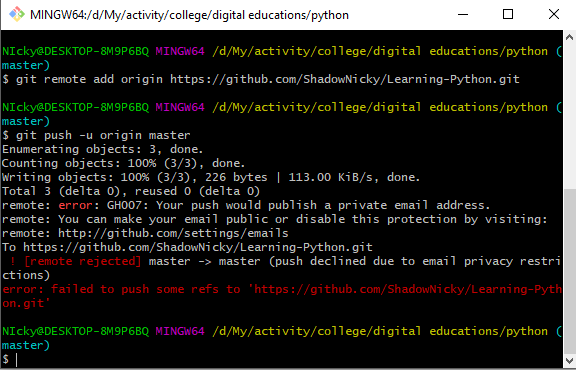 MINGW64:/d/My/activity/college/digital educations/python
NIcky@DESKTOP-8M9P6BQ MINGW64 /d/My/activity/college/digital educations/python (
master)
$ git remote add origin https://github.com/ShadowNicky/Learning-Python.git
NIcky@DESKTOP-8M9P6BQ MINGW64 /d/My/activity/college/digital educations/python (
master)
$ git push -u origin master
Enumerating objects: 3, done.
Counting objects: 100% (3/3), done.
Writing objects: 100% (3/3), 226 bytes | 113.00 KiB/s, done.
Total 3 (delta 0), reused 0 (delta 0)
remote: error: GH007: Your push would publish a private email address.
remote: You can make your email public or disable this protection by visiting:
remote: http://github.com/settings/emails
To https://github.com/ShadowNicky/Learning-Python.git
 ! [remote rejected] master -> master (push declined due to email privacy restri
ctions)
error: failed to push some refs to 'https://github.com/ShadowNicky/Learning-Pyth
on.git'
NIcky@DESKTOP-8M9P6BQ MINGW64 /d/My/activity/college/digital educations/python (
master)
$